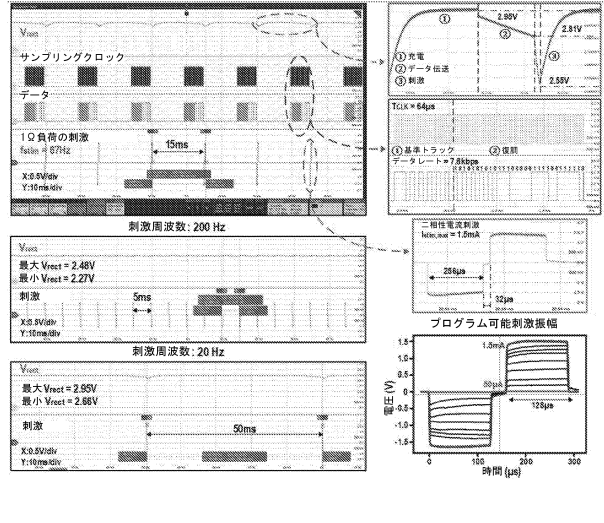 Vrect
サンプリングクロック
データ
1Ω負荷の刺激
fstim = 67Hz
15ms
X:0.5V/div
Y:10ms/div
2.95V
2.81V
2.55V
① ② ③
① 充電
② データ伝送
③ 刺激
TCLK = 64μs
① 基準トラック ② 復調
データレート = 7.8kbps
二相性電流刺激
Istim,max = 1.5mA
256μs
32μs
刺激周波数: 200 Hz
Vrect
最大 Vrect = 2.48V
最小 Vrect = 2.27V
刺激
5ms
X:0.5V/div
Y:10ms/div
刺激周波数: 20 Hz
Vrect
最大 Vrect = 2.95V
最小 Vrect = 2.66V
刺激
50ms
X:0.5V/div
Y:10ms/div
プログラム可能刺激振幅
電圧 (V)
1.5
1.0
0.5
0.0
-0.5
-1.0
-1.5
1.5mA
50μA
128μs
0 100 200 300
時間 (μs)